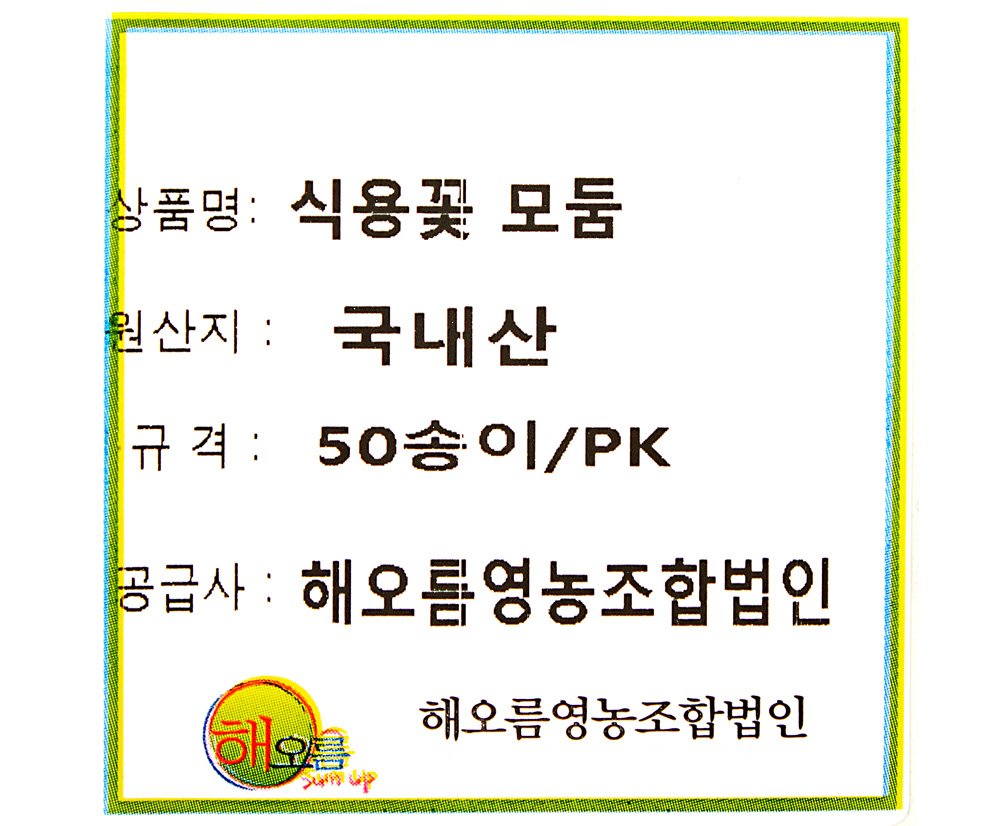 상품명: 식용꽃 모둠
원산지 : 국내산
규 격 : 50송이/PK
공급사 : 해오름영농조합법인
해오름 해오름영농조합법인
Sum up